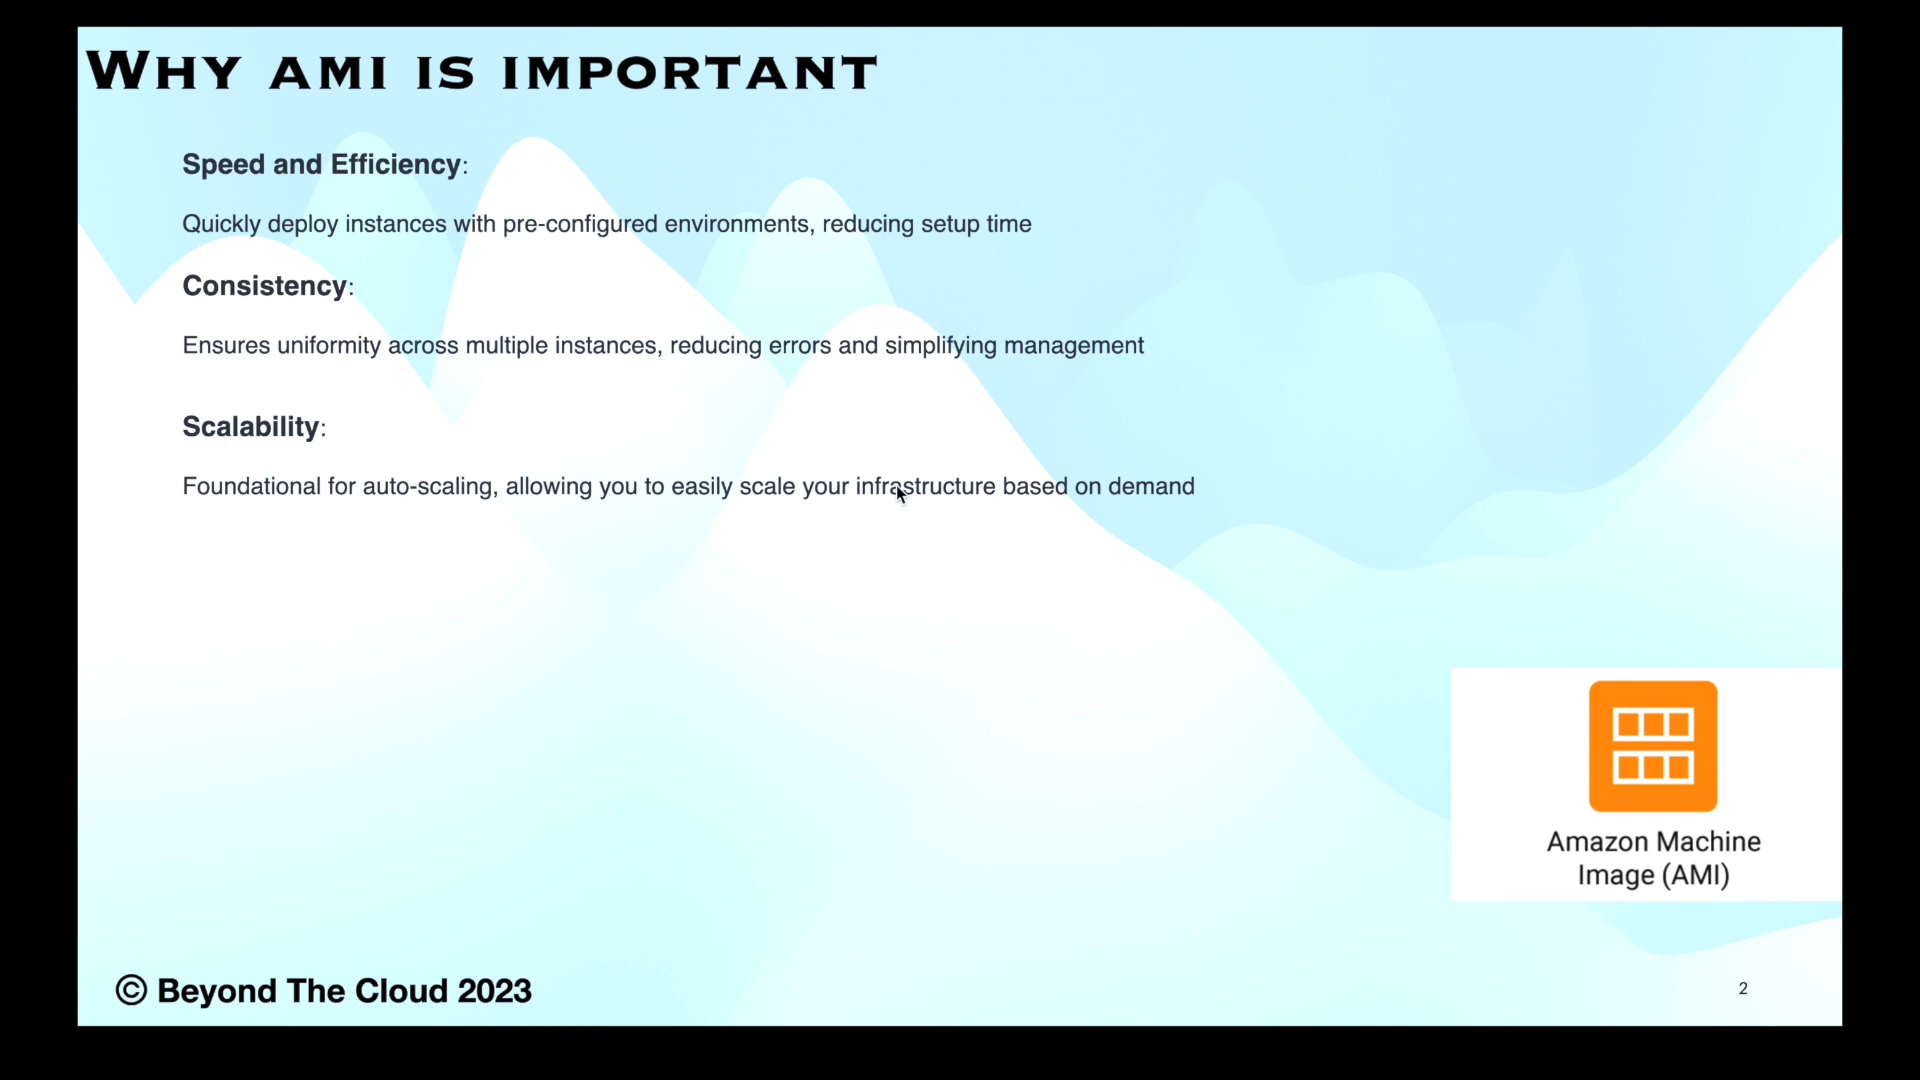 WHY AMI IS IMPORTANT
Speed and Efficiency:
Quickly deploy instances with pre-configured environments, reducing setup time
Consistency:
Ensures uniformity across multiple instances, reducing errors and simplifying management
Scalability:
Foundational for auto-scaling, allowing you to easily scale your infrastructure based on demand
Amazon Machine
Image (AMI)
© Beyond The Cloud 2023
2